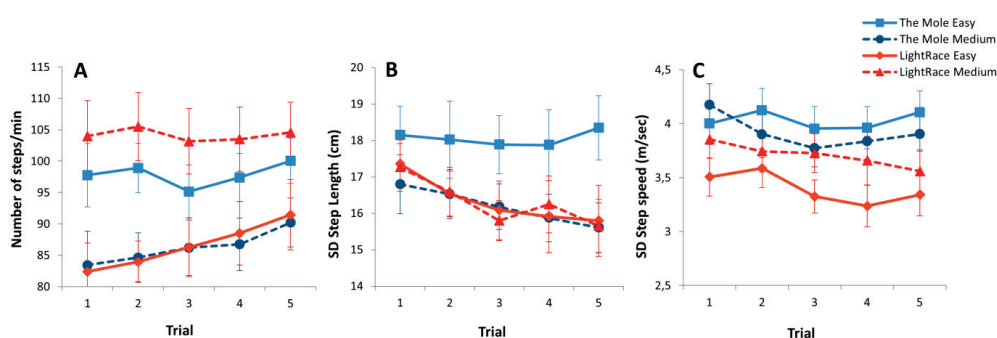 The Mole Easy
The Mole Medium
LightRace Easy
LightRace Medium
A
Number of steps/min
115
110
105
100
95
90
85
80
1 2 3 4 5
Trial
B
SD Step Length (cm)
20
19
18
17
16
15
14
1 2 3 4 5
Trial
C
SD Step speed (m/sec)
4,5
4
3,5
3
2,5
1 2 3 4 5
Trial